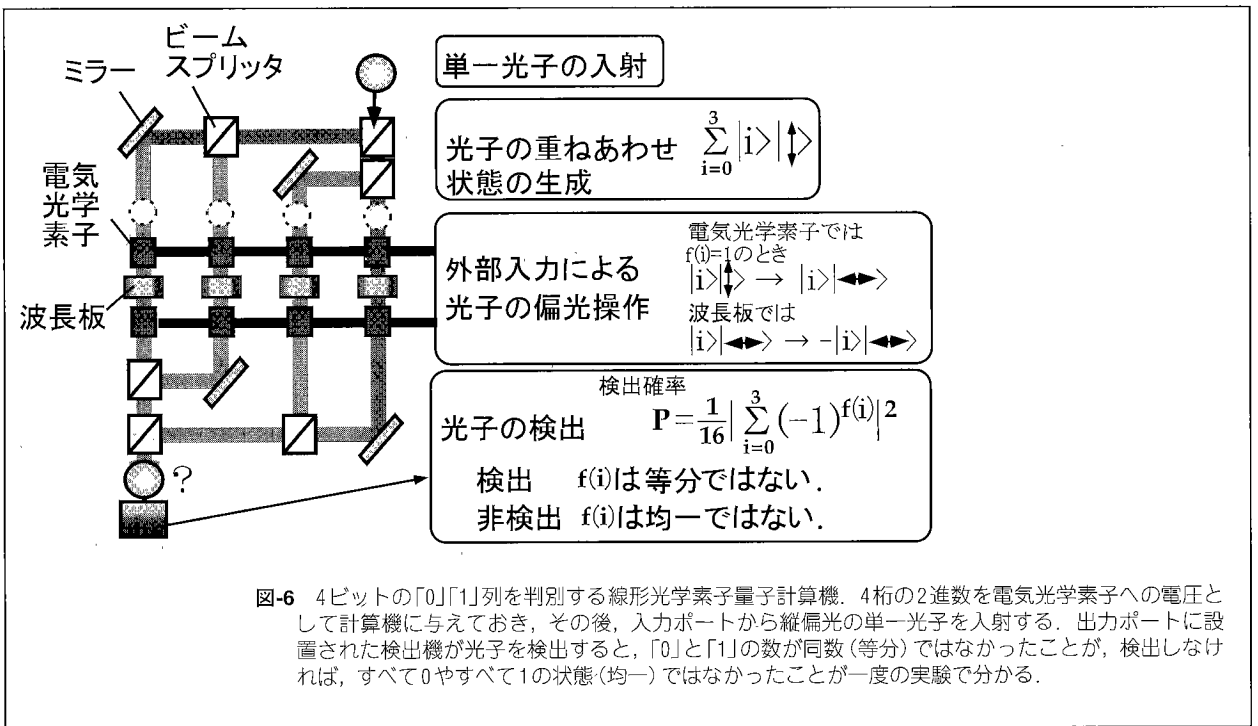 ビーム
スプリッタ
ミラー
単一光子の入射
光子の重ねあわせ
状態の生成
3
∑|i>|↕>
i=0
電気
光学
素子
波長板
外部入力による
光子の偏光操作
電気光学素子では
f(i)=1のとき
|i>|↕> → |i>|↔>
波長板では
|i>|↔> → -|i>|↔>
検出確率
光子の検出 P=1/16|∑(-1)^f(i)|²
3
i=0
検出 f(i)は等分ではない.
非検出 f(i)は均一ではない.
?
図-6 4ビットの「0」「1」列を判別する線形光学素子量子計算機. 4桁の2進数を電気光学素子への電圧と
して計算機に与えておき, その後, 入力ポートから縦偏光の単一光子を入射する. 出力ポートに設
置された検出機が光子を検出すると, 「0」と「1」の数が同数(等分)ではなかったことが, 検出しなけ
れば, すべて0やすべて1の状態(均一)ではなかったことが一度の実験で分かる.